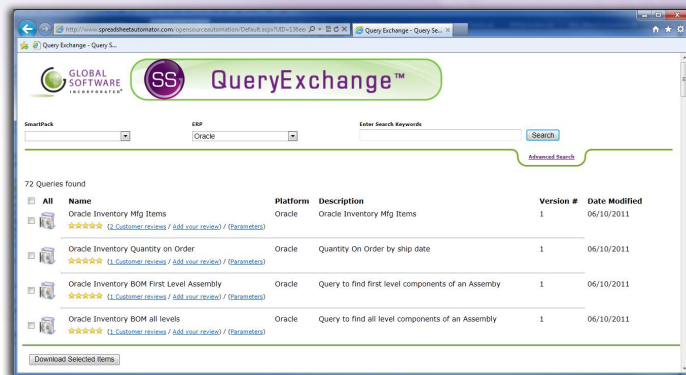 http://www.spreadsheetautomator.com/opensourceautomation/Default.aspx?UID=136ee
Query Exchange - Query Se...
Query Exchange - Query S...
GLOBAL
SOFTWARE
INCORPORATED
SS
QueryExchange™
SmartPack
ERP
Enter Search Keywords
Oracle
Search
Advanced Search
72 Queries found
All Name Platform Description Version # Date Modified
Oracle Inventory Mfg Items Oracle Oracle Inventory Mfg Items 1 06/10/2011
(2 Customer reviews / Add your review) / (Parameters)
Oracle Inventory Quantity on Order Oracle Quantity On Order by ship date 1 06/10/2011
(1 Customer reviews / Add your review) / (Parameters)
Oracle Inventory BOM First Level Assembly Oracle Query to find first level components of an Assemby 1 06/10/2011
(1 Customer reviews / Add your review) / (Parameters)
Oracle Inventory BOM all levels Oracle Query to find all level components of an Assembly 1 06/10/2011
(1 Customer reviews / Add your review) / (Parameters)
Download Selected Items